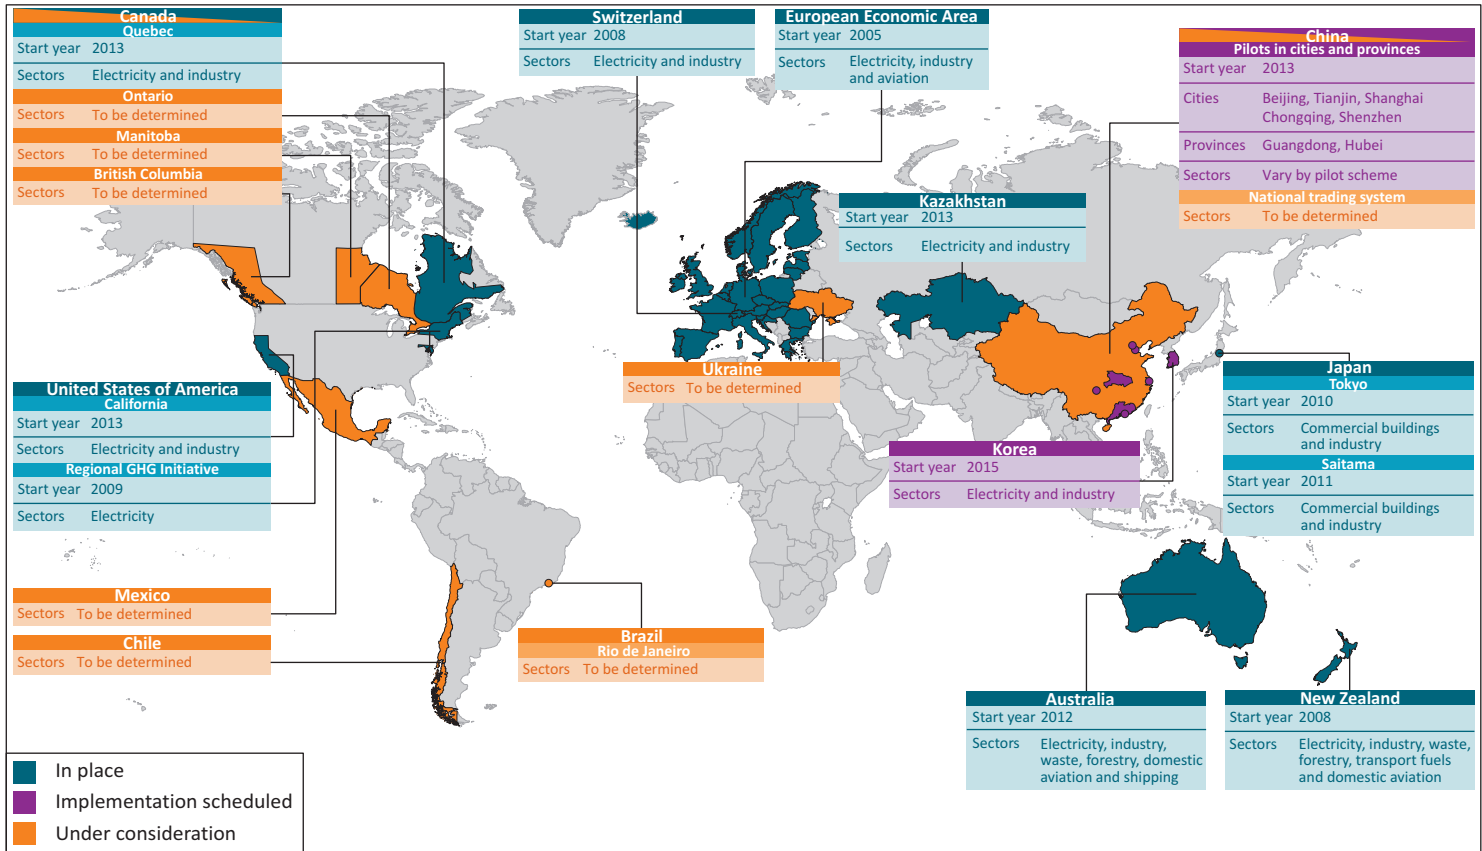 Canada
Quebec
Start year 2013
Sectors Electricity and industry
Ontario
Sectors To be determined
Manitoba
Sectors To be determined
British Columbia
Sectors To be determined
Switzerland
Start year 2008
Sectors Electricity and industry
European Economic Area
Start year 2005
Sectors Electricity, industry
and aviation
China
Pilots in cities and provinces
Start year 2013
Cities Beijing, Tianjin, Shanghai
Chongqing, Shenzhen
Provinces Guangdong, Hubei
Sectors Vary by pilot scheme
National trading system
Sectors To be determined
Kazakhstan
Start year 2013
Sectors Electricity and industry
Ukraine
Sectors To be determined
United States of America
California
Start year 2013
Sectors Electricity and industry
Regional GHG Initiative
Start year 2009
Sectors Electricity
Japan
Tokyo
Start year 2010
Sectors Commercial buildings
and industry
Saitama
Start year 2011
Sectors Commercial buildings
and industry
Korea
Start year 2015
Sectors Electricity and industry
Mexico
Sectors To be determined
Chile
Sectors To be determined
Brazil
Rio de Janeiro
Sectors To be determined
Australia
Start year 2012
Sectors Electricity, industry,
waste, forestry, domestic
aviation and shipping
New Zealand
Start year 2008
Sectors Electricity, industry, waste,
forestry, transport fuels
and domestic aviation
In place
Implementation scheduled
Under consideration